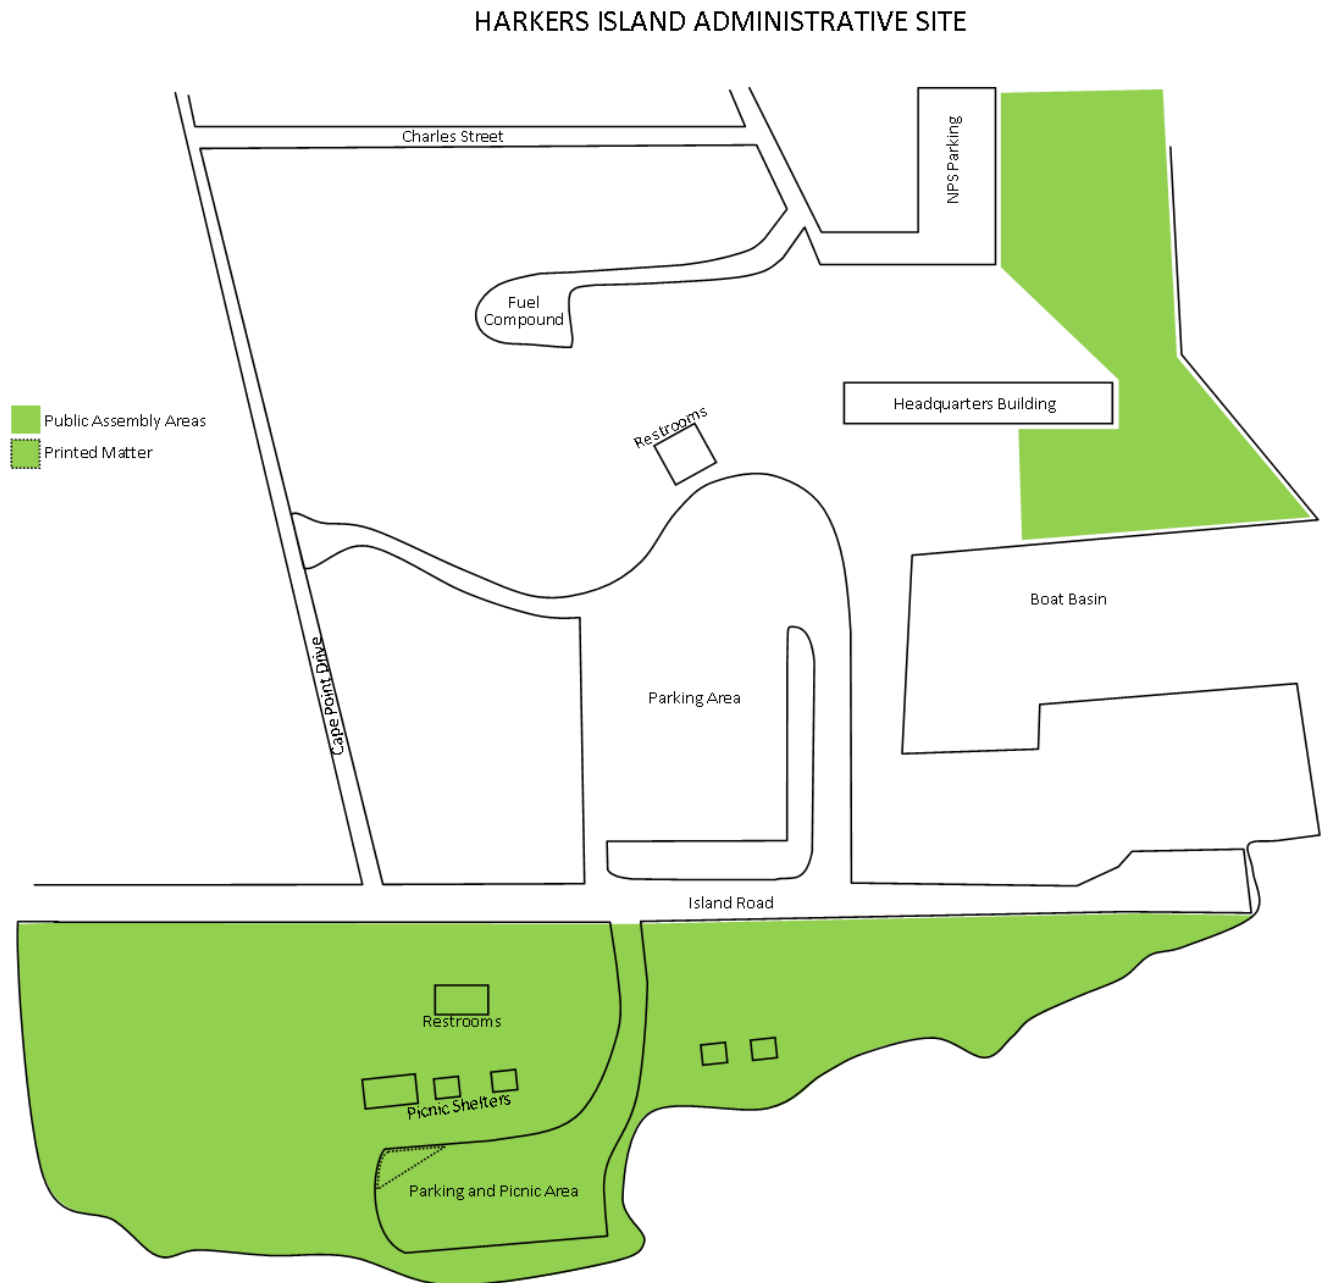 HARKERS ISLAND ADMINISTRATIVE SITE
Charles Street
NPS Parking
Fuel
Compound
Headquarters Building
Restrooms
Public Assembly Areas
Printed Matter
Boat Basin
Cape Point Drive
Parking Area
Island Road
Restrooms
Picnic Shelters
Parking and Picnic Area